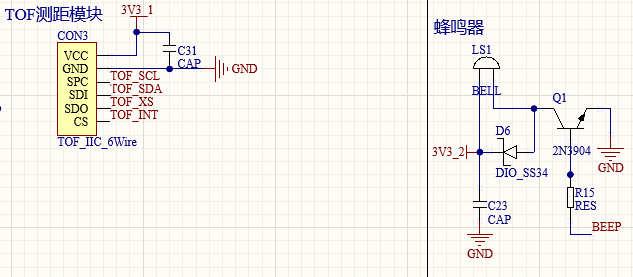 TOF测距模块
3V3_1
CON3
VCC
GND
SPC
SDI
SDO
CS
TOF_SCL
TOF_SDA
TOF_XS
TOF_INT
TOF_IIC_6Wire
C31
CAP
GND
蜂鸣器
LS1
BELL
Q1
2N3904
D6
DIO_SS34
3V3_2
GND
C23
CAP
GND
R15
RES
BEEP